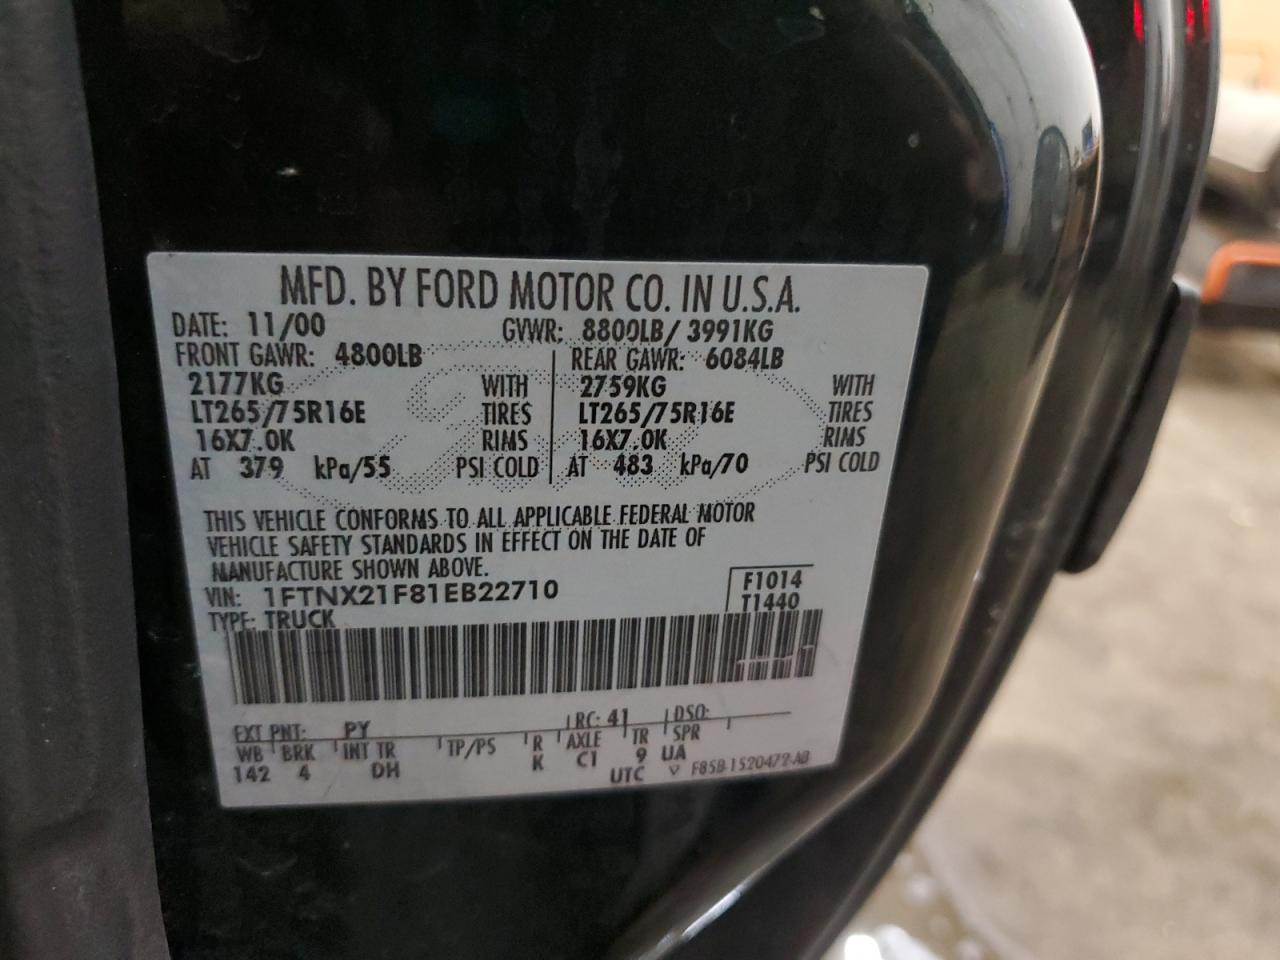 MFD. BY FORD MOTOR CO. IN U.S.A.
DATE: 11/00 GVWR: 8800LB/ 3991KG
FRONT GAWR: 4800LB REAR GAWR: 6084LB
2177KG WITH 2759KG WITH
LT265/75R16E TIRES LT265/75R16E TIRES
16X7.0K RIMS 16X7.0K RIMS
AT 379 kPa/55 PSI COLD AT 483 kPa/70 PSI COLD
THIS VEHICLE CONFORMS TO ALL APPLICABLE FEDERAL MOTOR
VEHICLE SAFETY STANDARDS IN EFFECT ON THE DATE OF
MANUFACTURE SHOWN ABOVE.
VIN: 1FTNX21F81EB22710 F1014
TYPE: TRUCK T1440
EXT PNT: PY RC: 41 DSO:
WB BRK INT TR TP/PS R AXLE TR SPR
142 4 DH K C1 9 UA
UTC F85B-1520472-AB